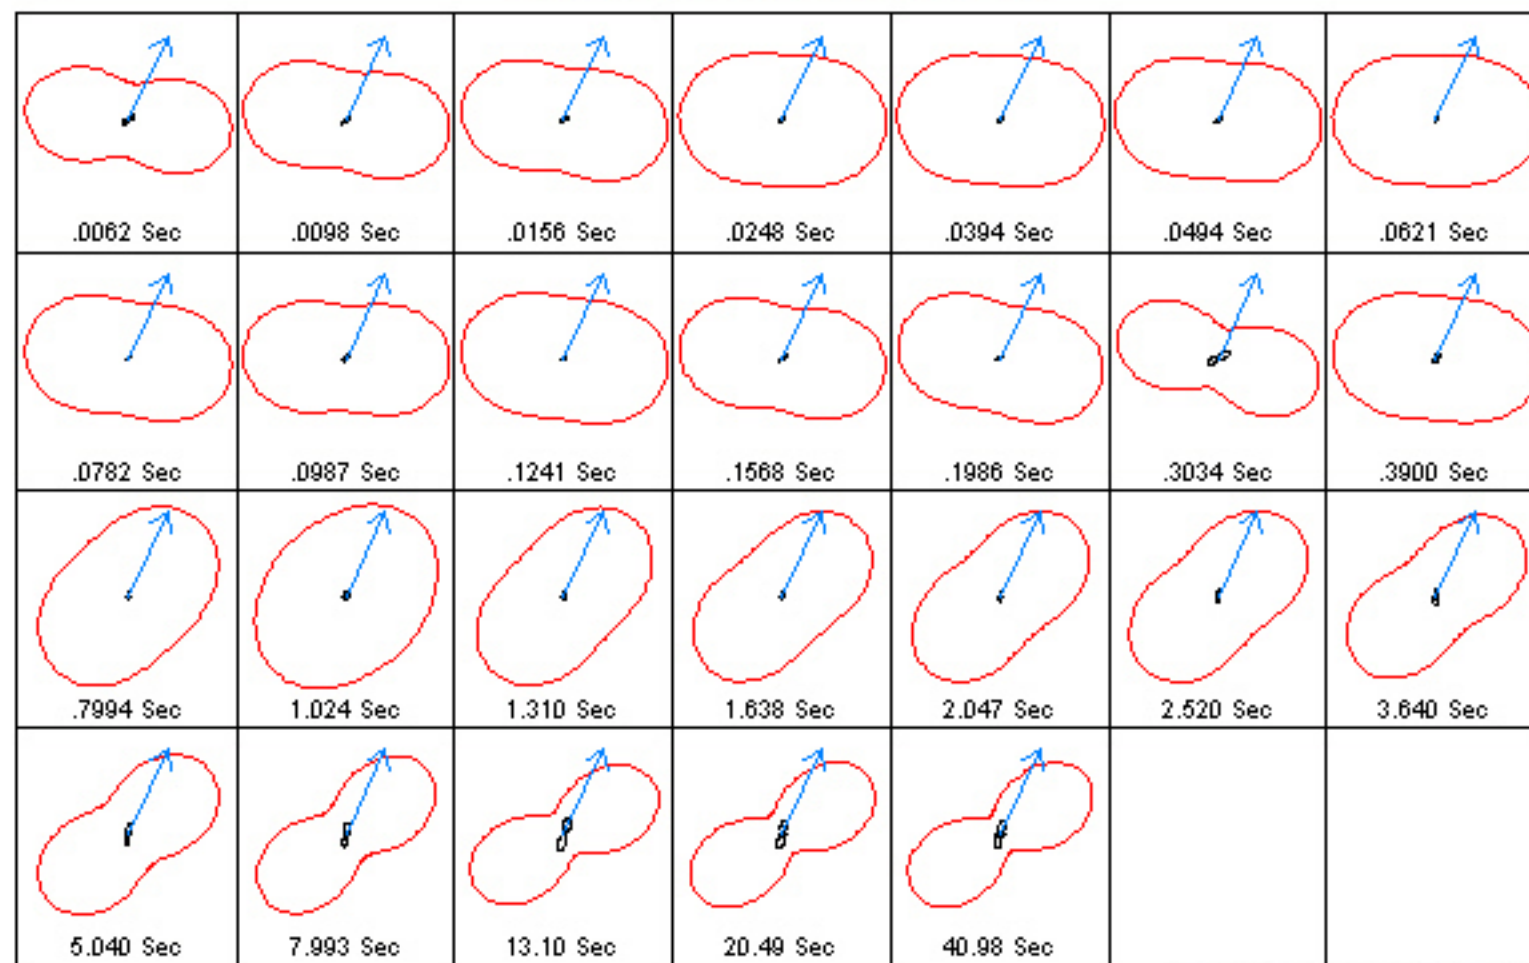 .0062 Sec
.0098 Sec
.0156 Sec
.0248 Sec
.0394 Sec
.0494 Sec
.0621 Sec
.0782 Sec
.0987 Sec
.1241 Sec
.1568 Sec
.1986 Sec
.3034 Sec
.3900 Sec
.7994 Sec
1.024 Sec
1.310 Sec
1.638 Sec
2.047 Sec
2.520 Sec
3.640 Sec
5.040 Sec
7.993 Sec
13.10 Sec
20.49 Sec
40.98 Sec